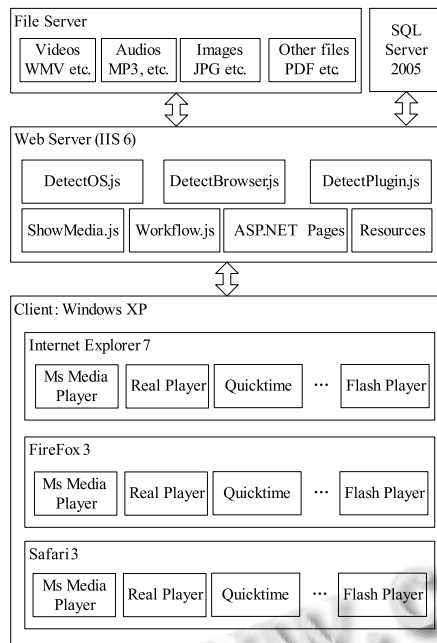 File Server
Videos
WMV etc.
Audios
MP3, etc.
Images
JPG etc.
Other files
PDF etc.
SQL
Server
2005
Web Server (IIS 6)
DetectOS.js
DetectBrowser.js
DetectPlugin.js
ShowMedia.js
Workflow.js
ASP.NET Pages
Resources
Client: Windows XP
Internet Explorer 7
Ms Media
Player
Real Player
Quicktime
...
Flash Player
FireFox 3
Ms Media
Player
Real Player
Quicktime
...
Flash Player
Safari 3
Ms Media
Player
Real Player
Quicktime
...
Flash Player